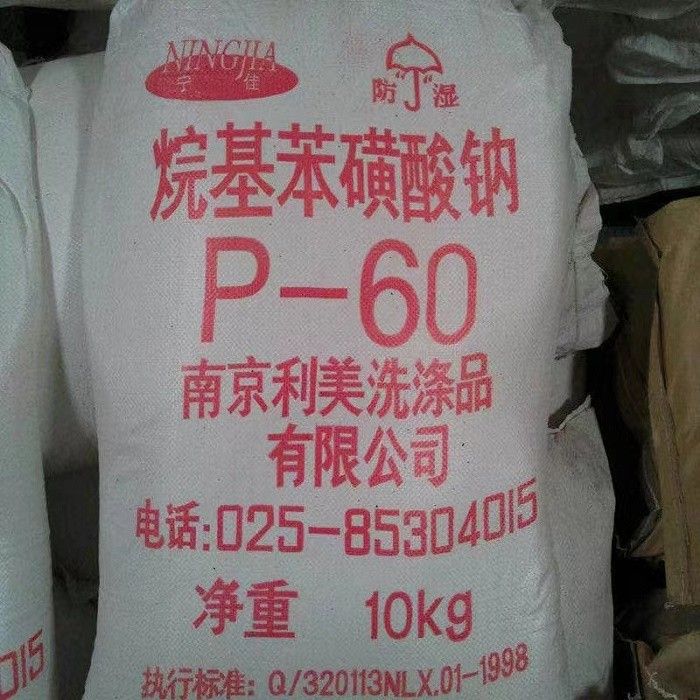 NINGJIA
宁佳
防湿
烷基苯磺酸钠
P-60
南京利美洗涤品
有限公司
电话:025-85304015
净重 10kg
执行标准: Q/320113NLX.01-1998
015